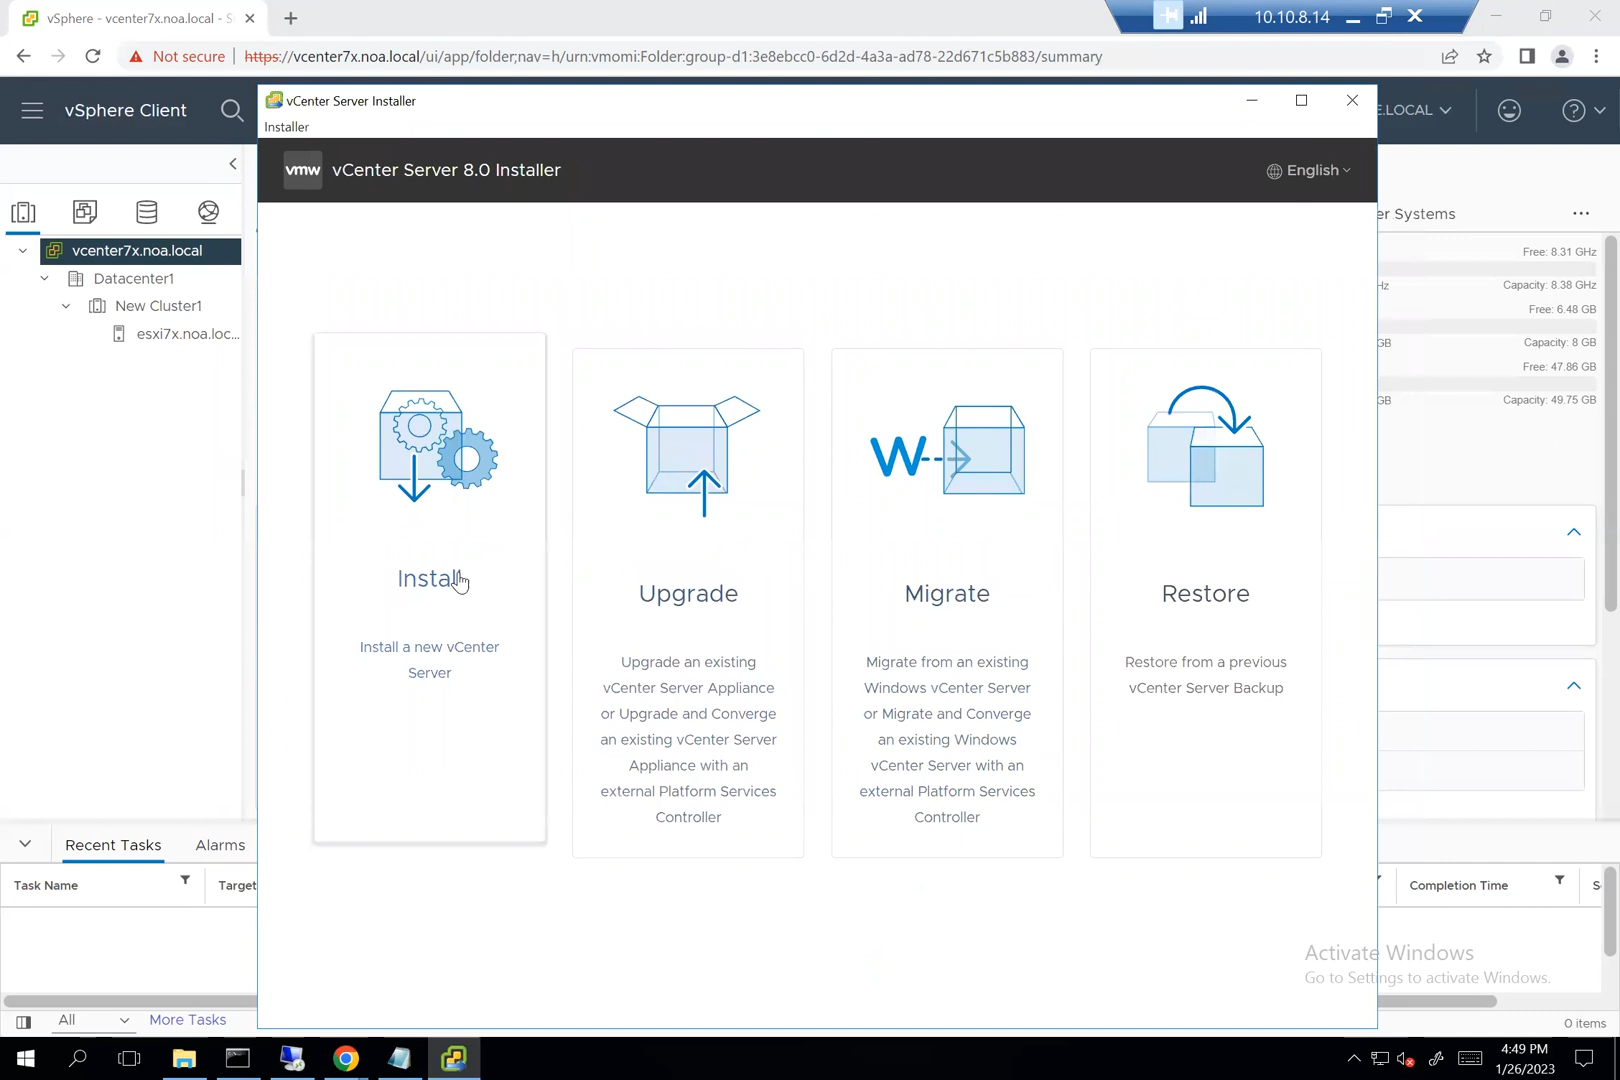 vSphere - vcenter7x.noa.local - S
10.10.8.14
Not secure
https://vcenter7x.noa.local/ui/app/folder;nav=h/urn:vmomi:Folder:group-d1:3e8ebcc0-6d2d-4a3a-ad78-22d671c5b883/summary
vSphere Client
vCenter Server Installer
E.LOCAL
Installer
vmw
vCenter Server 8.0 Installer
English
er Systems
vcenter7x.noa.local
Datacenter1
New Cluster1
esxi7x.noa.loc...
Free: 8.31 GHz
Hz
Capacity: 8.38 GHz
Free: 6.48 GB
GB
Capacity: 8 GB
Free: 47.86 GB
GB
Capacity: 49.75 GB
Install
Install a new vCenter
Server
Upgrade
Upgrade an existing
vCenter Server Appliance
or Upgrade and Converge
an existing vCenter Server
Appliance with an
external Platform Services
Controller
W
Migrate
Migrate from an existing
Windows vCenter Server
or Migrate and Converge
an existing Windows
vCenter Server with an
external Platform Services
Controller
Restore
Restore from a previous
vCenter Server Backup
Recent Tasks
Alarms
Task Name
Target
Completion Time
S
Activate Windows
Go to Settings to activate Windows.
All
More Tasks
0 items
4:49 PM
1/26/2023